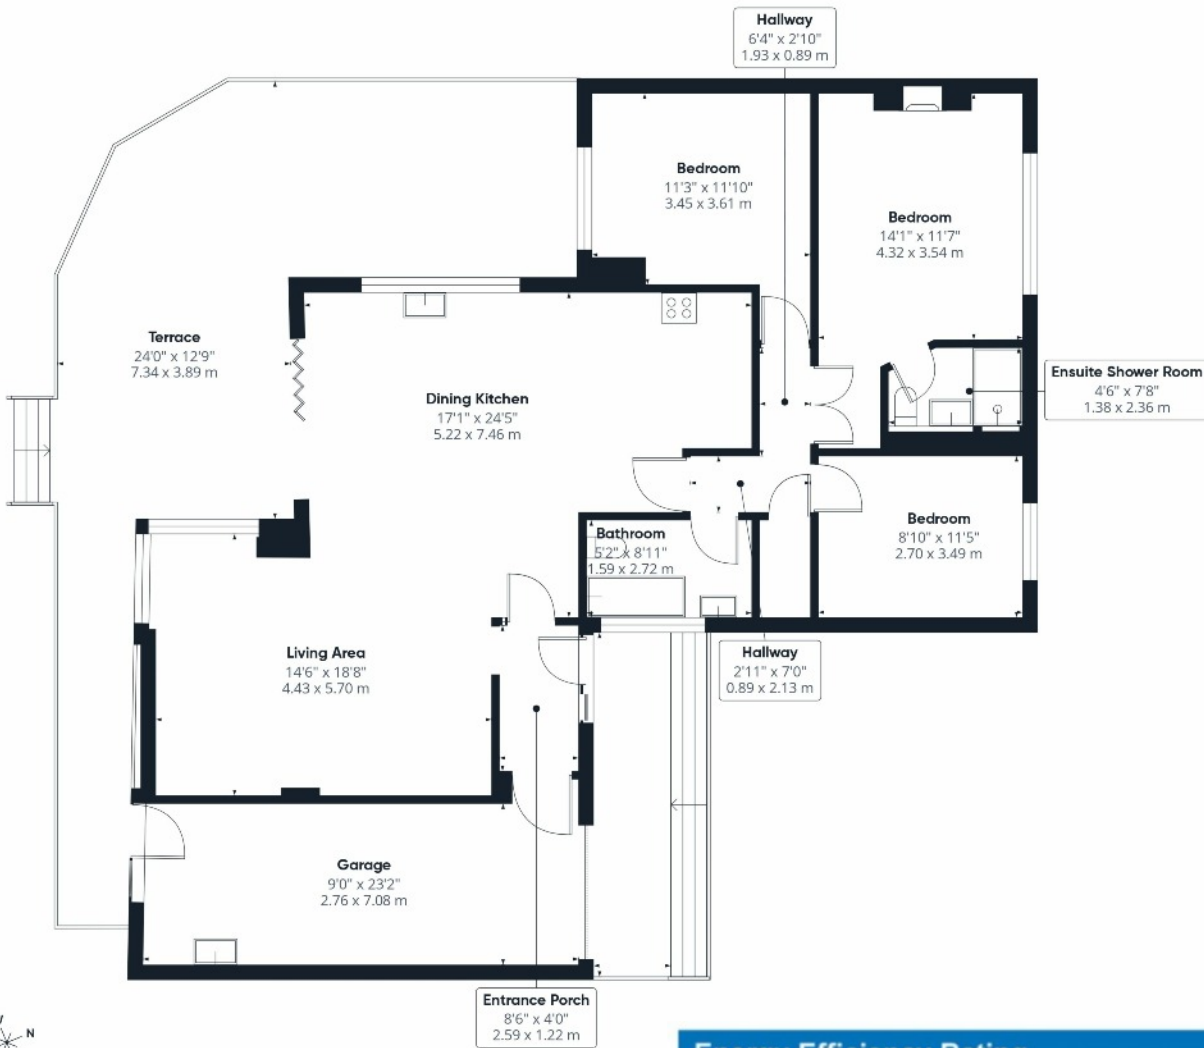 Hallway
6'4" x 2'10"
1.93 x 0.89 m
Bedroom
11'3" x 11'10"
3.45 x 3.61 m
Bedroom
14'1" x 11'7"
4.32 x 3.54 m
Terrace
24'0" x 12'9"
7.34 x 3.89 m
Dining Kitchen
17'1" x 24'5"
5.22 x 7.46 m
Ensuite Shower Room
4'6" x 7'8"
1.38 x 2.36 m
Bathroom
5'2" x 8'11"
1.59 x 2.72 m
Bedroom
8'10" x 11'5"
2.70 x 3.49 m
Living Area
14'6" x 18'8"
4.43 x 5.70 m
Hallway
2'11" x 7'0"
0.89 x 2.13 m
Garage
9'0" x 23'2"
2.76 x 7.08 m
Entrance Porch
8'6" x 4'0"
2.59 x 1.22 m
N
Energy Efficiency Rating